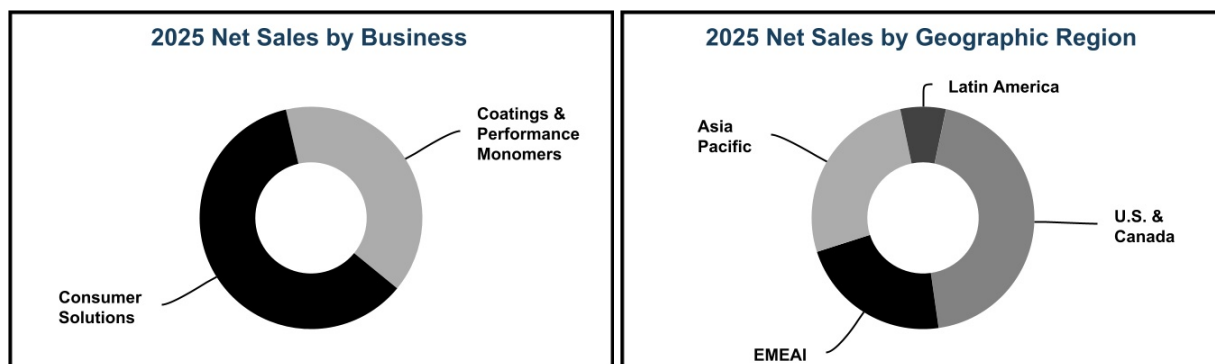 2025 Net Sales by Business
Coatings &
Performance
Monomers
Consumer
Solutions
2025 Net Sales by Geographic Region
Latin America
Asia
Pacific
U.S. &
Canada
EMEAI